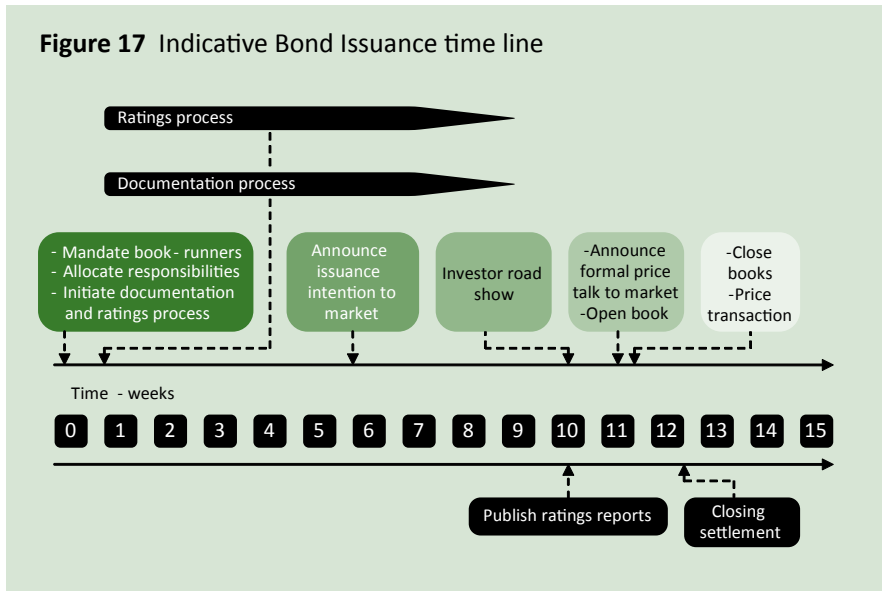 Figure 17 Indicative Bond Issuance time line
Ratings process
Documentation process
- Mandate book - runners
- Allocate responsibilities
- Initiate documentation
and ratings process
Announce
issuance
intention to
market
Investor road
show
-Announce
formal price
talk to market
-Open book
-Close
books
-Price
transaction
Time - weeks
0 1 2 3 4 5 6 7 8 9 10 11 12 13 14 15
Publish ratings reports
Closing
settlement